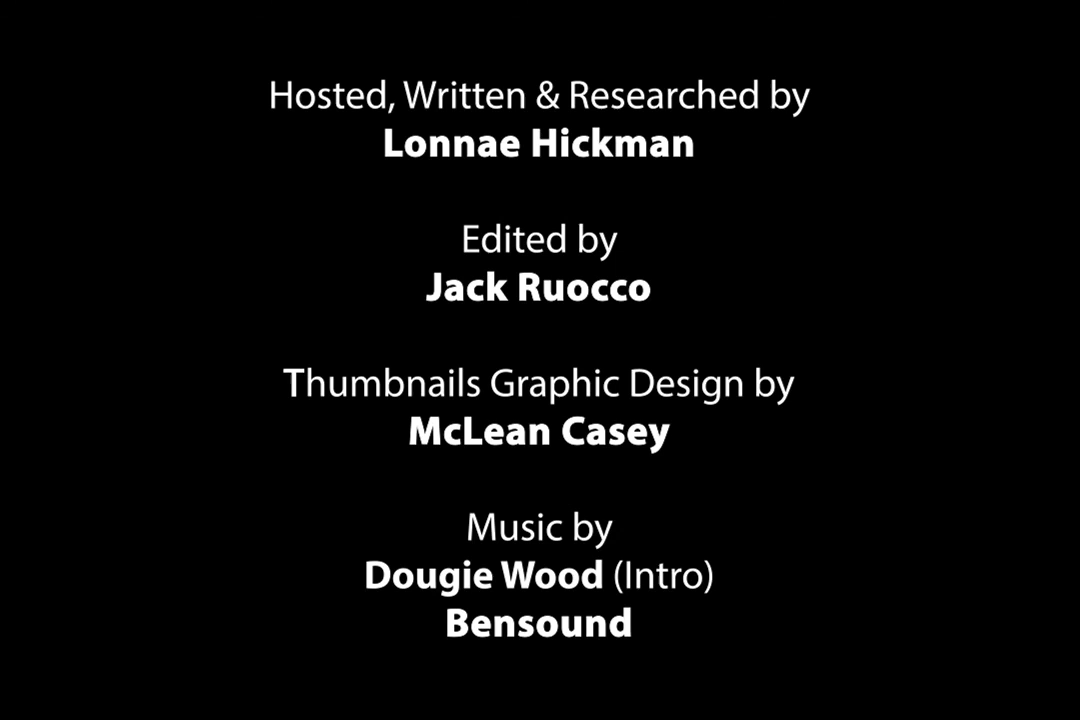 Hosted, Written & Researched by
Lonnae Hickman
Edited by
Jack Ruocco
Thumbnails Graphic Design by
McLean Casey
Music by
Dougie Wood (Intro)
Bensound